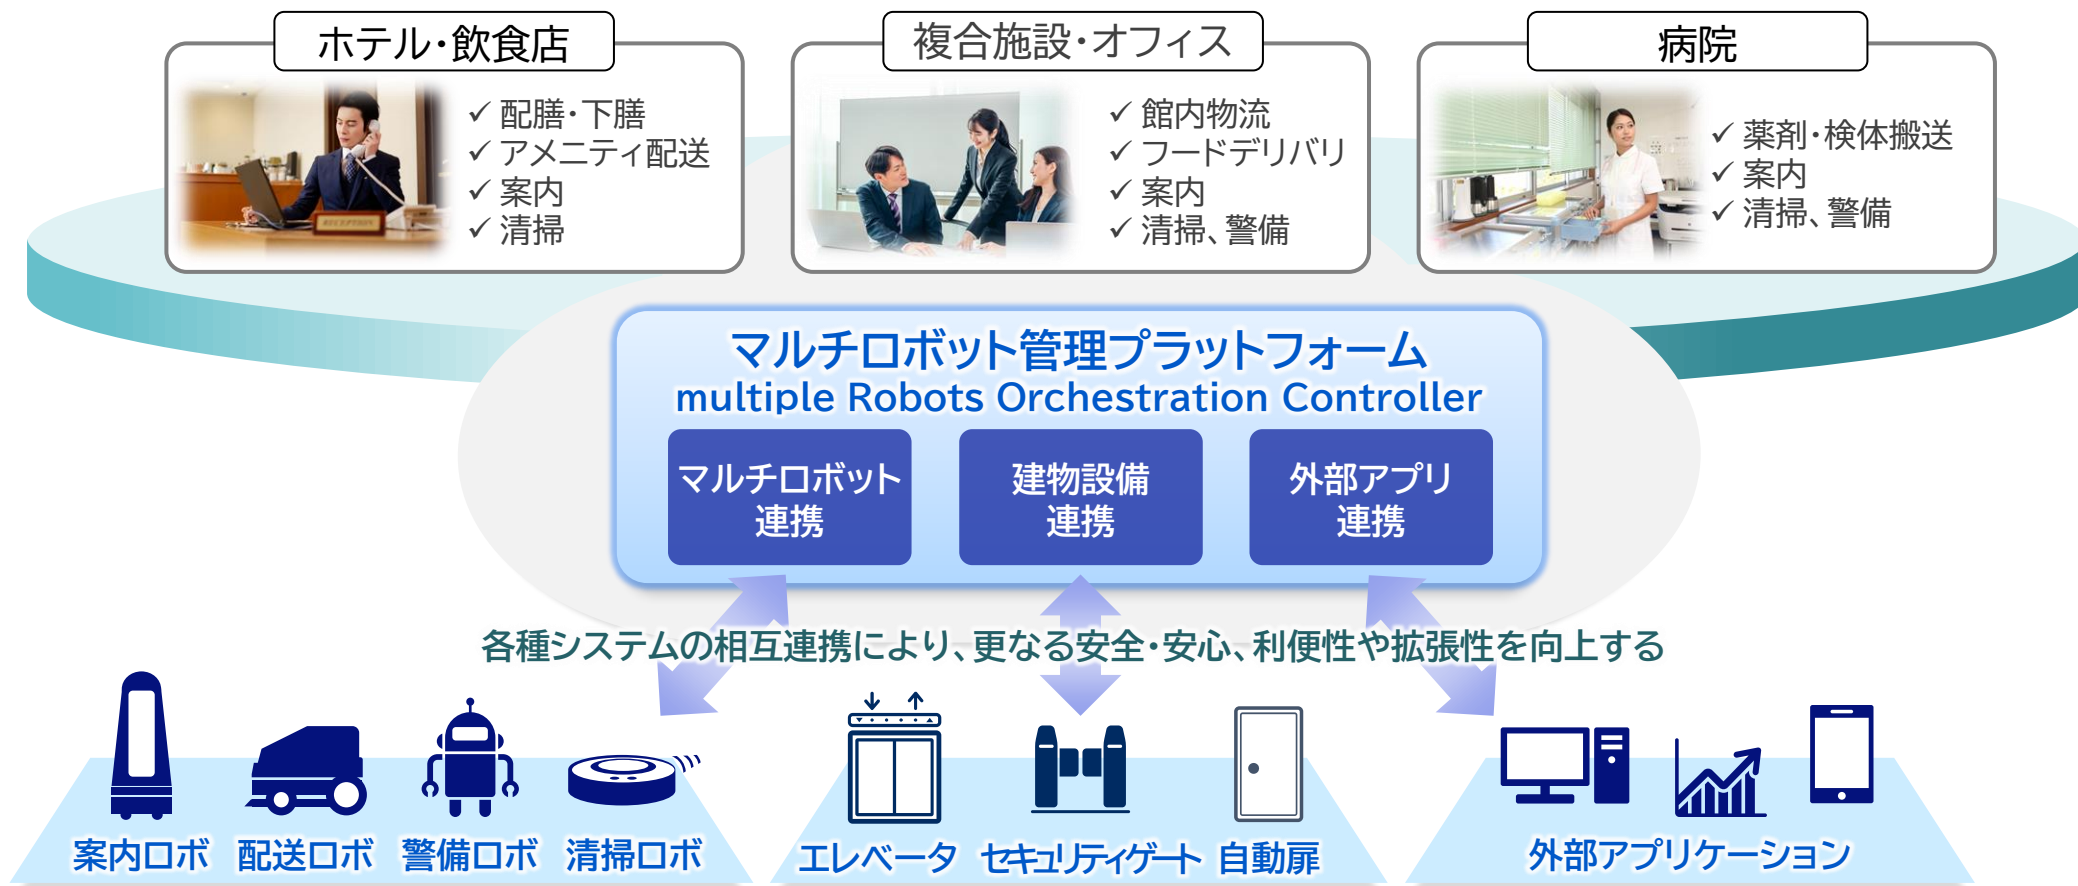 ホテル・飲食店
✓ 配膳・下膳
✓ アメニティ配送
✓ 案内
✓ 清掃
RECEPTION
複合施設・オフィス
✓ 館内物流
✓ フードデリバリ
✓ 案内
✓ 清掃、警備
病院
✓ 薬剤・検体搬送
✓ 案内
✓ 清掃、警備
マルチロボット管理プラットフォーム
multiple Robots Orchestration Controller
マルチロボット
連携
建物設備
連携
外部アプリ
連携
各種システムの相互連携により、更なる安全・安心、利便性や拡張性を向上する
案内ロボ 配送ロボ 警備ロボ 清掃ロボ
エレベータ セキュリティゲート 自動扉
外部アプリケーション